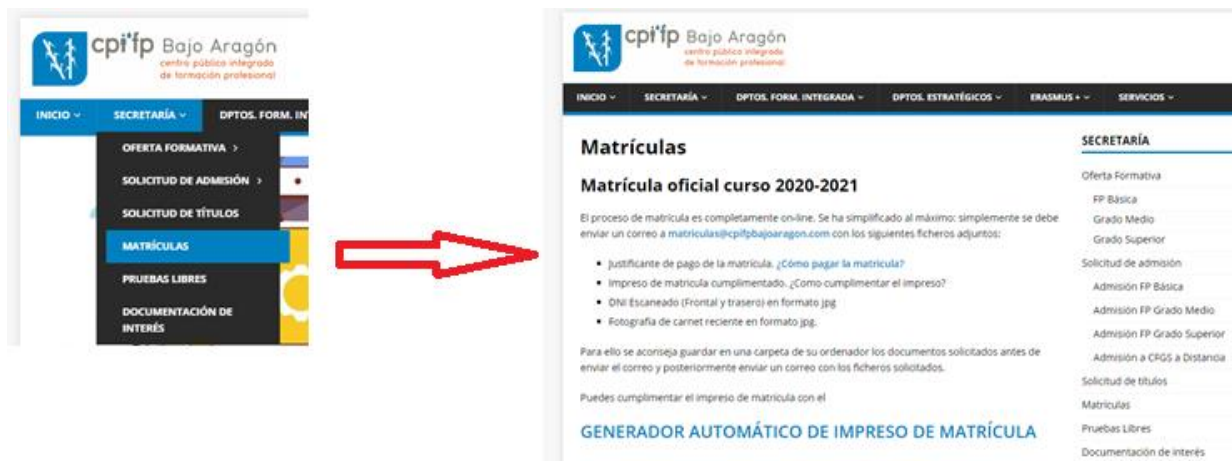 cpi'fp Bajo Aragón
centro público integrado
de formación profesional
INICIO
SECRETARÍA
DPTOS. FORM. IN
OFERTA FORMATIVA >
SOLICITUD DE ADMISIÓN >
SOLICITUD DE TÍTULOS
MATRÍCULAS
PRUEBAS LIBRES
DOCUMENTACIÓN DE
INTERÉS
cpi'fp Bajo Aragón
centro público integrado
de formación profesional
INICIO
SECRETARÍA
DPTOS. FORM. INTEGRADA
DPTOS. ESTRATÉGICOS
ERASMUS +
SERVICIOS
Matrículas
Matrícula oficial curso 2020-2021
El proceso de matrícula es completamente on-line. Se ha simplificado al máximo: simplemente se debe
enviar un correo a matriculas@cpifpbajoaragon.com con los siguientes ficheros adjuntos:
Justificante de pago de la matrícula. ¿Cómo pagar la matrícula?
Impreso de matrícula cumplimentado. ¿Como cumplimentar el impreso?
DNI Escaneado (Frontal y trasero) en formato jpg
Fotografía de carnet reciente en formato jpg.
Para ello se aconseja guardar en una carpeta de su ordenador los documentos solicitados antes de
enviar el correo y posteriormente enviar un correo con los ficheros solicitados.
Puedes cumplimentar el impreso de matrícula con el
GENERADOR AUTOMÁTICO DE IMPRESO DE MATRÍCULA
SECRETARÍA
Oferta Formativa
FP Básica
Grado Medio
Grado Superior
Solicitud de admisión
Admisión FP Básica
Admisión FP Grado Medio
Admisión FP Grado Superior
Admisión a CFGS a Distancia
Solicitud de títulos
Matrículas
Pruebas Libres
Documentación de interés